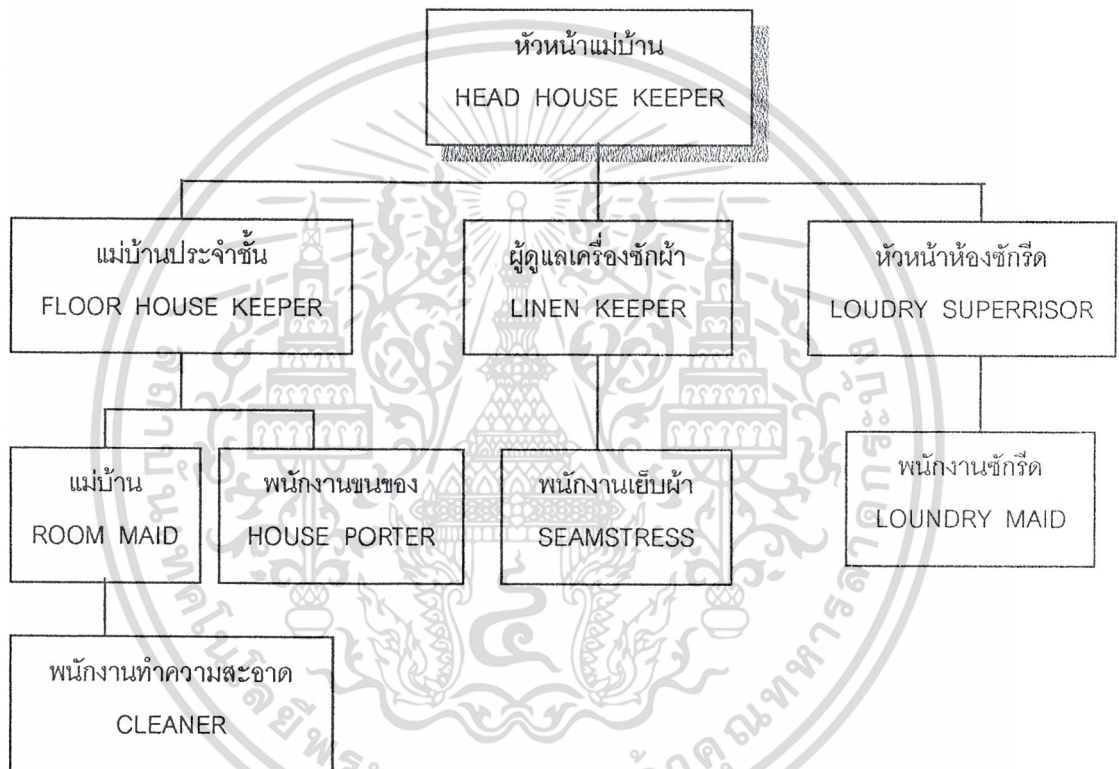 หัวหน้าแม่บ้าน
HEAD HOUSE KEEPER
แม่บ้านประจำชั้น
FLOOR HOUSE KEEPER
ผู้ดูแลเครื่องซักผ้า
LINEN KEEPER
หัวหน้าห้องซักรีด
LOUDRY SUPERRISOR
แม่บ้าน
ROOM MAID
พนักงานขนของ
HOUSE PORTER
พนักงานเย็บผ้า
SEAMSTRESS
พนักงานซักรีด
LOUNDRY MAID
พนักงานทำความสะอาด
CLEANER